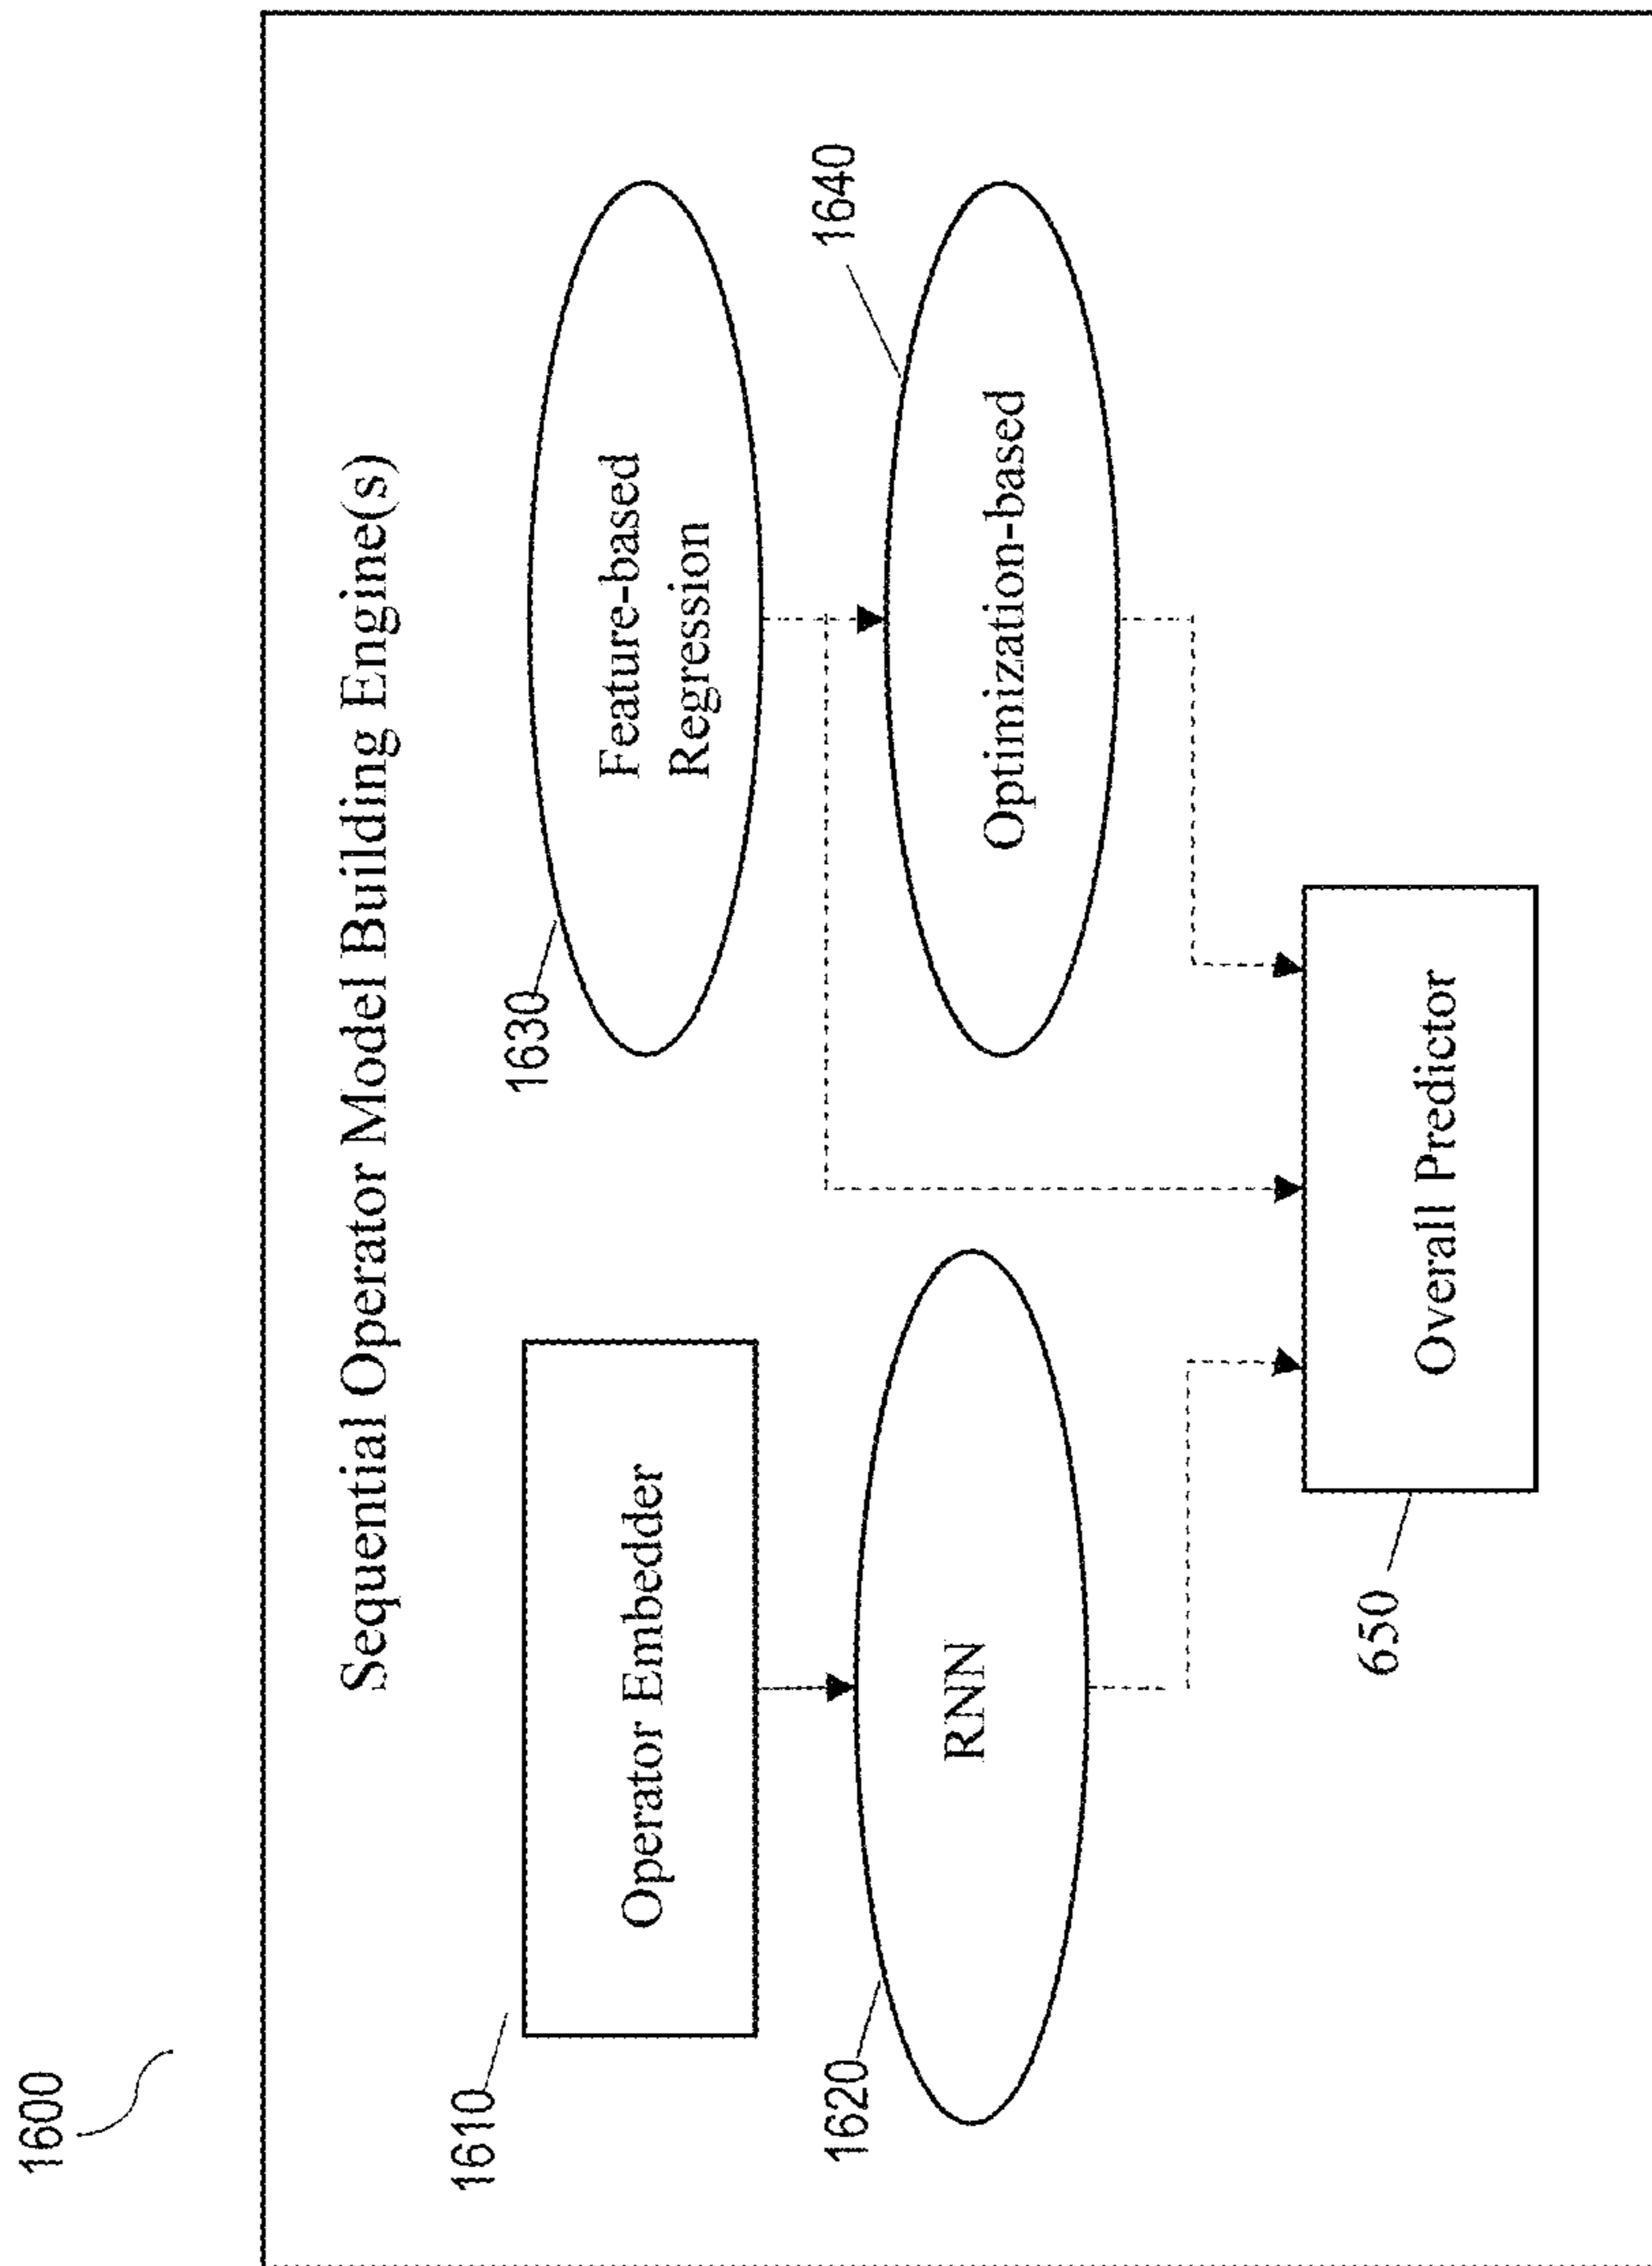 1600
Sequential Operator Model Building Engine(s)
1610
Operator Embedder
1630
Feature-based
Regression
1620
RNN
1640
Optimization-based
650
Overall Predictor